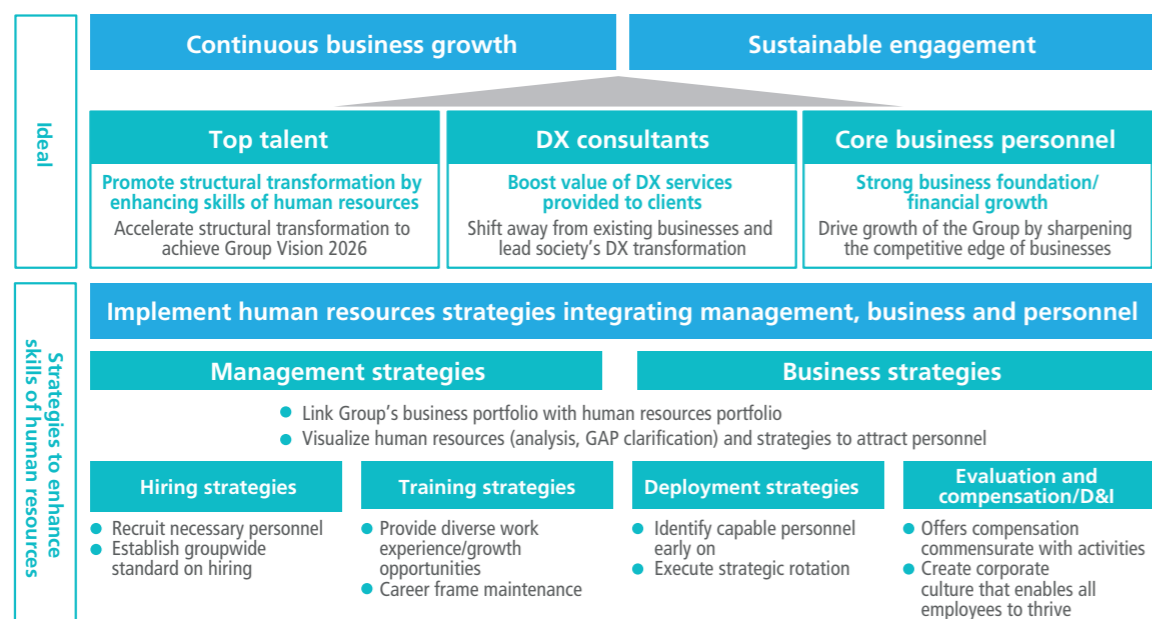 Continuous business growth
Sustainable engagement
Ideal
Top talent
Promote structural transformation by
enhancing skills of human resources
Accelerate structural transformation to
achieve Group Vision 2026
DX consultants
Boost value of DX services
provided to clients
Shift away from existing businesses and
lead society's DX transformation
Core business personnel
Strong business foundation/
financial growth
Drive growth of the Group by sharpening
the competitive edge of businesses
Strategies to enhance
skills of human resources
Implement human resources strategies integrating management, business and personnel
Management strategies
Business strategies
● Link Group's business portfolio with human resources portfolio
● Visualize human resources (analysis, GAP clarification) and strategies to attract personnel
Hiring strategies
● Recruit necessary personnel
● Establish groupwide
standard on hiring
Training strategies
● Provide diverse work
experience/growth
opportunities
● Career frame maintenance
Deployment strategies
● Identify capable personnel
early on
● Execute strategic rotation
Evaluation and
compensation/D&I
● Offers compensation
commensurate with activities
● Create corporate
culture that enables all
employees to thrive